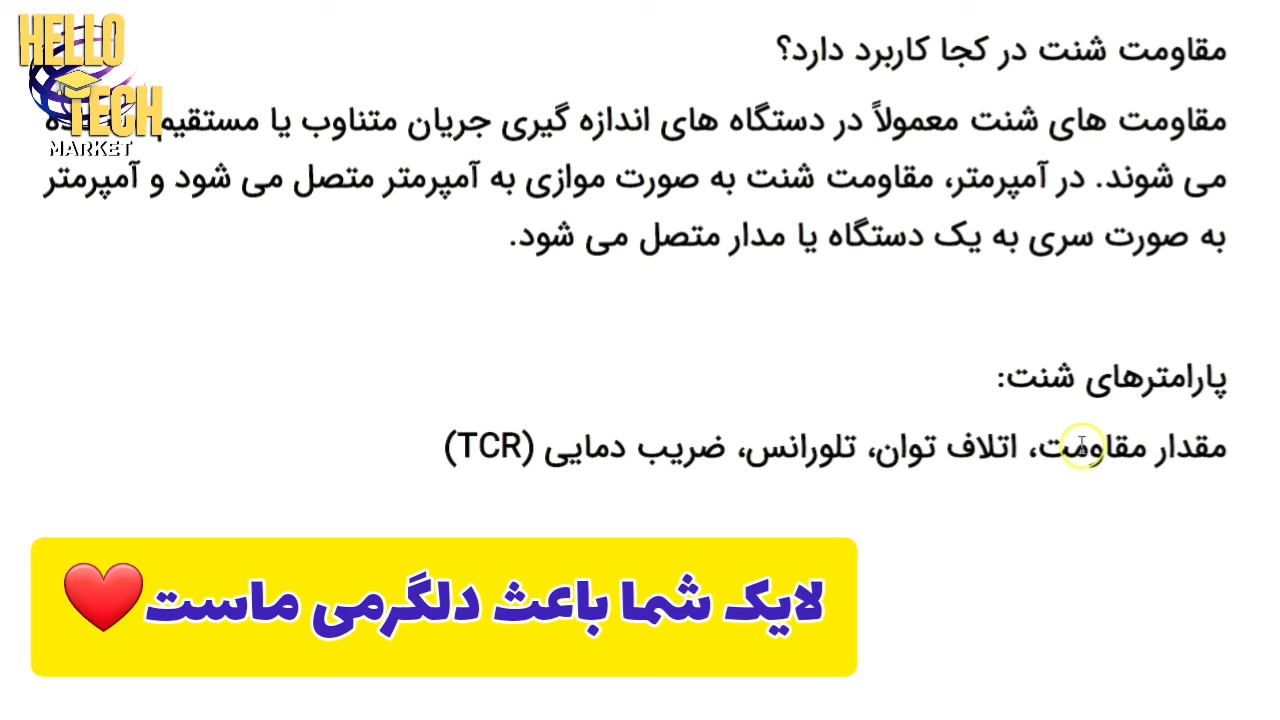 HELLO
TECH
MARKET
مقاومت شنت در کجا کاربرد دارد؟
مقاومت های شنت معمولاً در دستگاه های اندازه گیری جریان متناوب یا مستقیم
می شوند. در آمپرمتر، مقاومت شنت به صورت موازی به آمپرمتر متصل می شود و آمپرمتر
به صورت سری به یک دستگاه یا مدار متصل می شود.
پارامترهای شنت:
مقدار مقاومت، اتلاف توان، تلورانس، ضریب دمایی (TCR)
لایک شما باعث دلگرمی ماست❤️